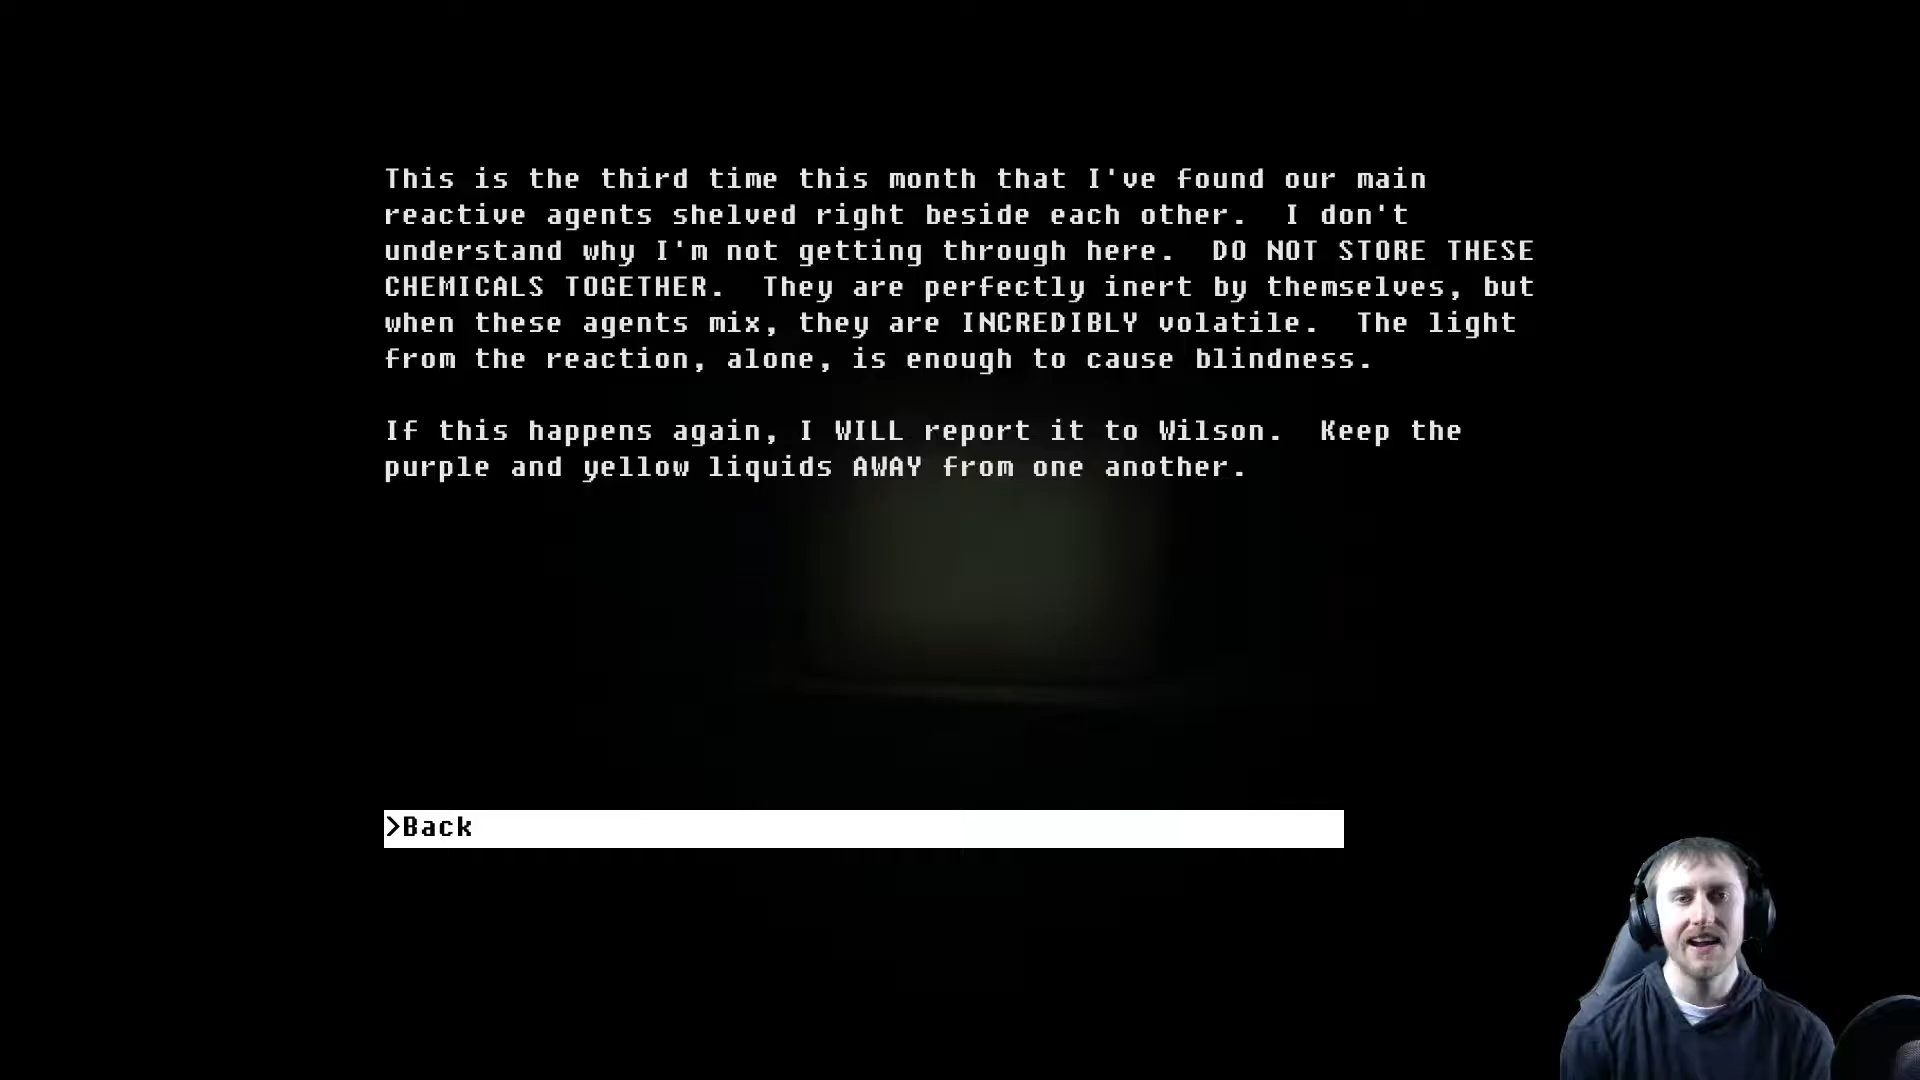 This is the third time this month that I've found our main
reactive agents shelved right beside each other.  I don't
understand why I'm not getting through here.  DO NOT STORE THESE
CHEMICALS TOGETHER.  They are perfectly inert by themselves, but
when these agents mix, they are INCREDIBLY volatile.  The light
from the reaction, alone, is enough to cause blindness.
If this happens again, I WILL report it to Wilson.  Keep the
purple and yellow liquids AWAY from one another.
>Back